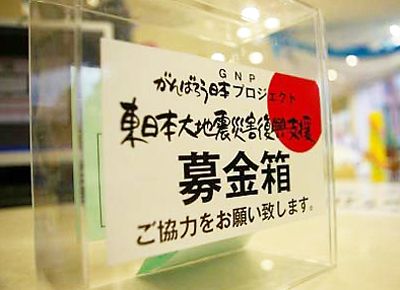 GNP
がんばろう日本プロジェクト
東日本大地震災害復興支援
募金箱
ご協力をお願い致します。